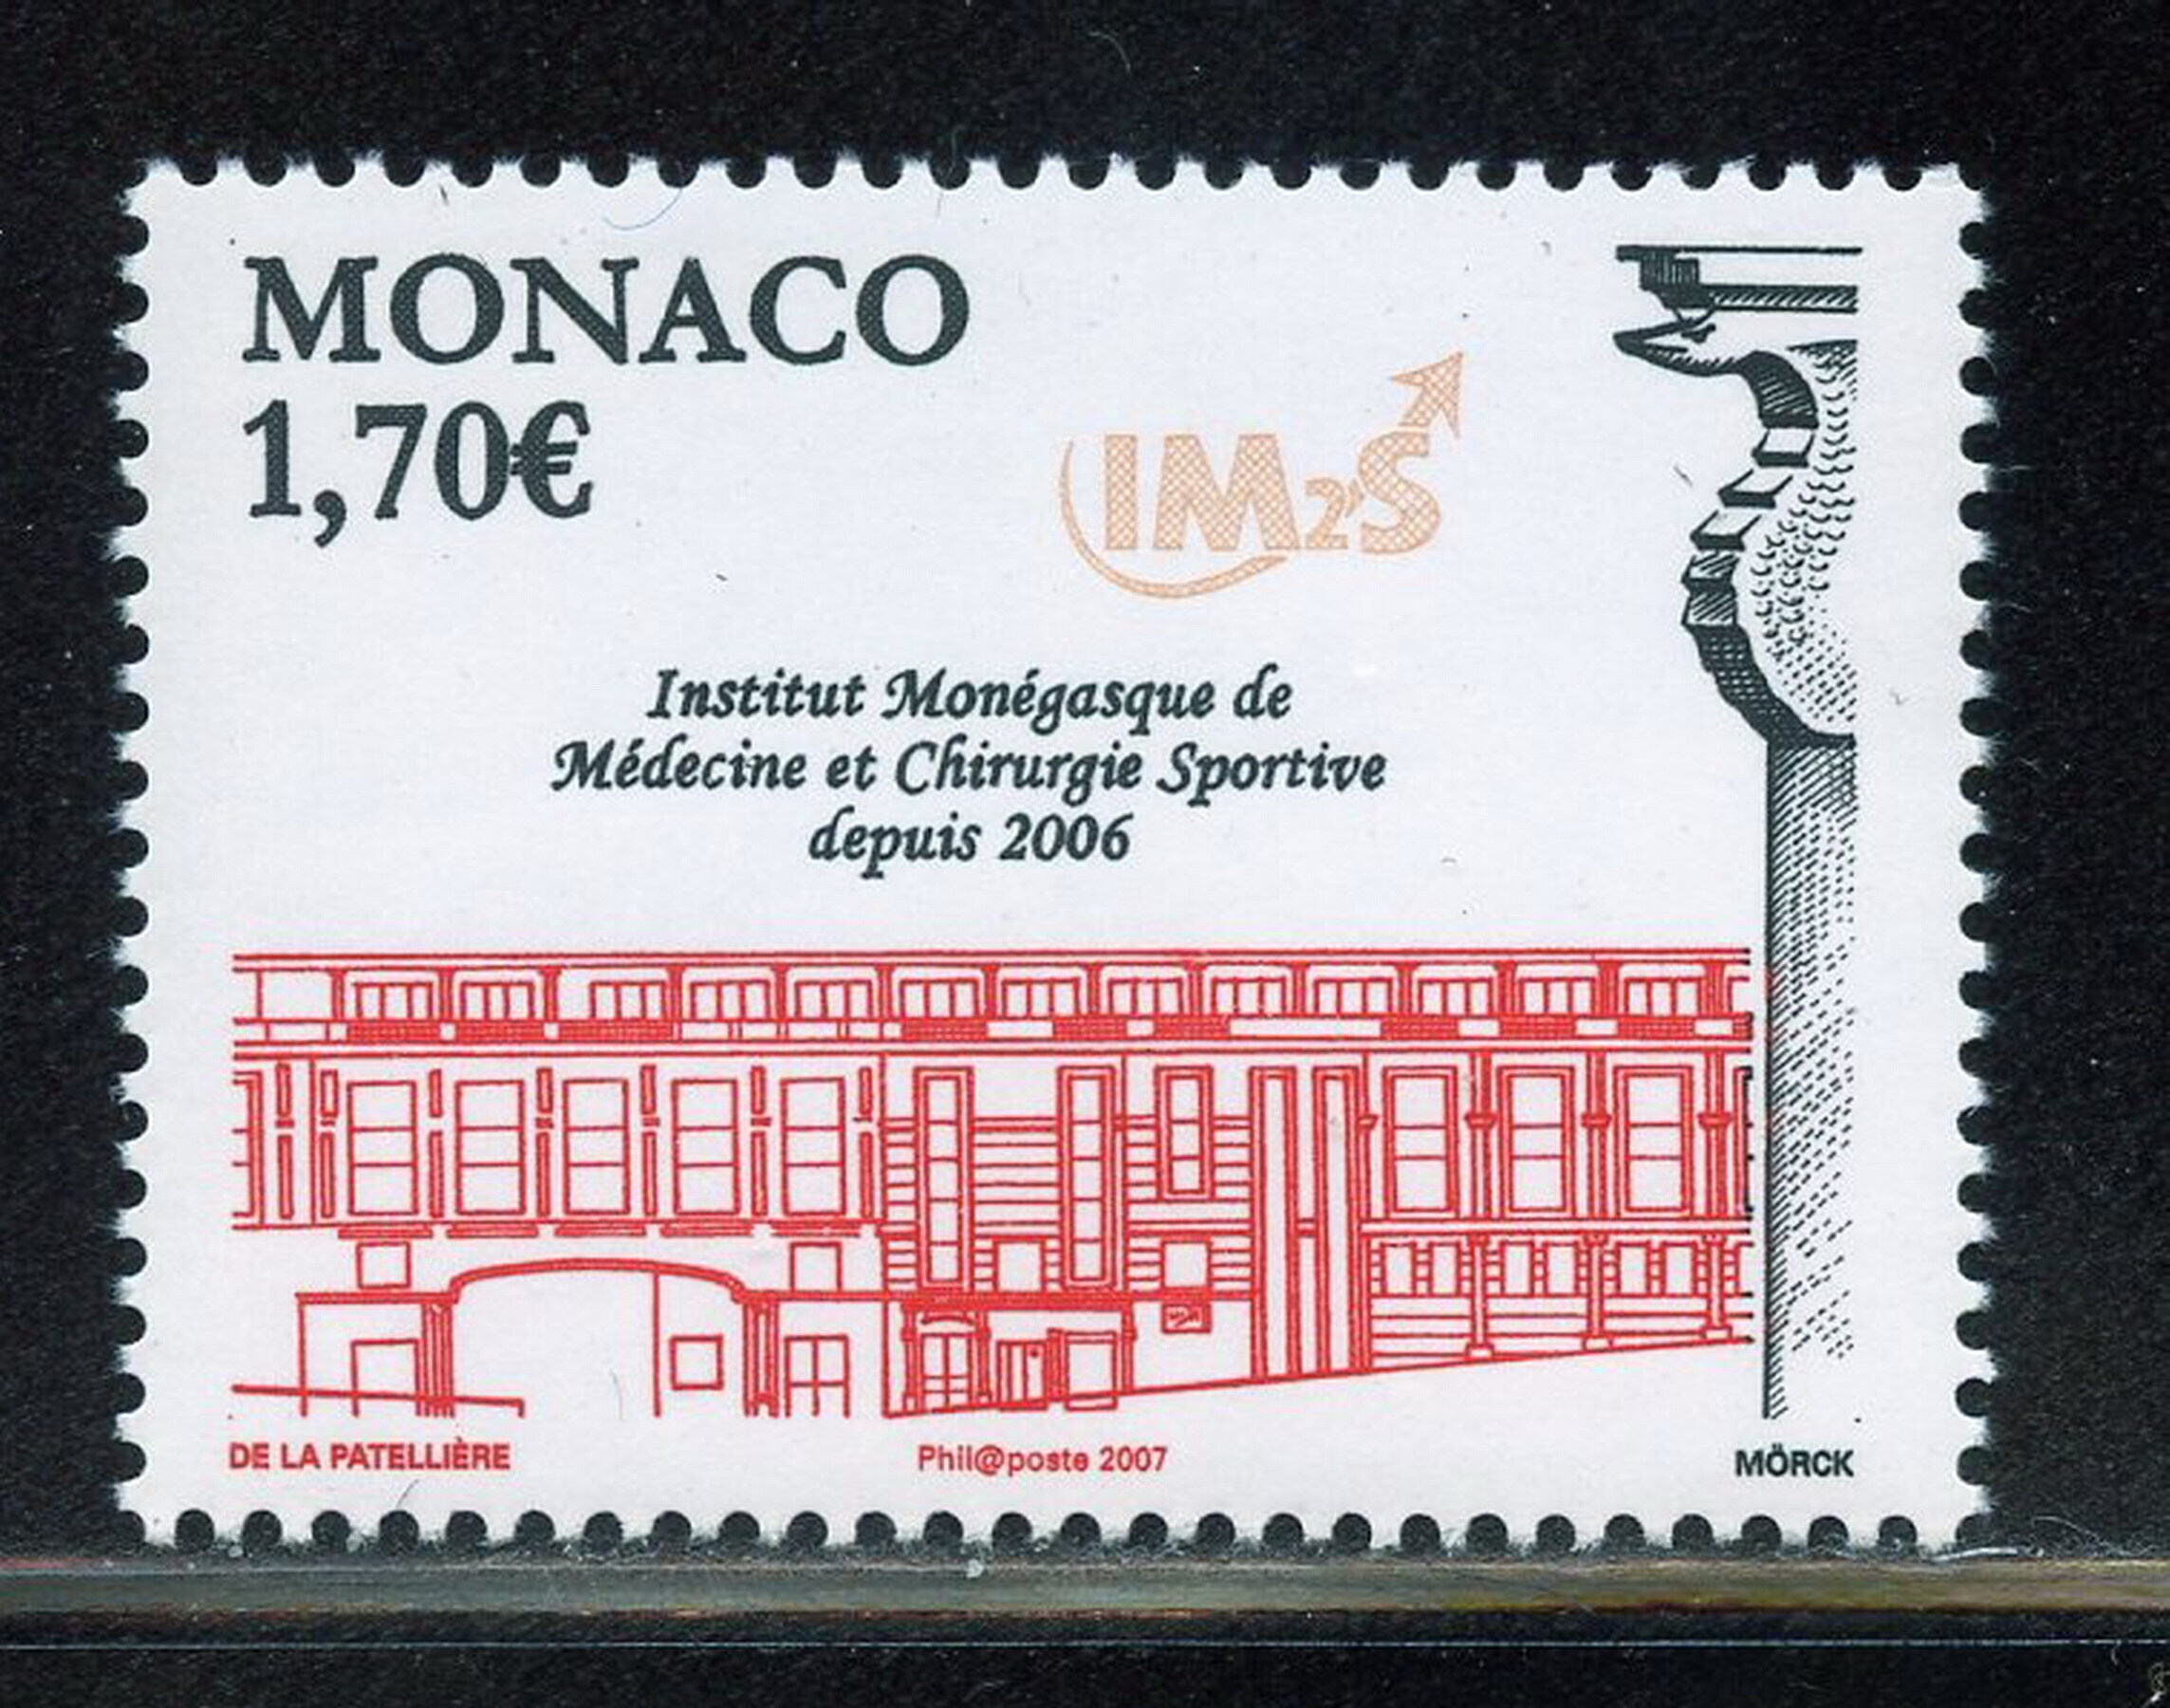 MONACO
1,70€
IM2'S
Institut Monégasque de
Médecine et Chirurgie Sportive
depuis 2006
DE LA PATELLIÈRE
Phil@poste 2007
MÖRCK